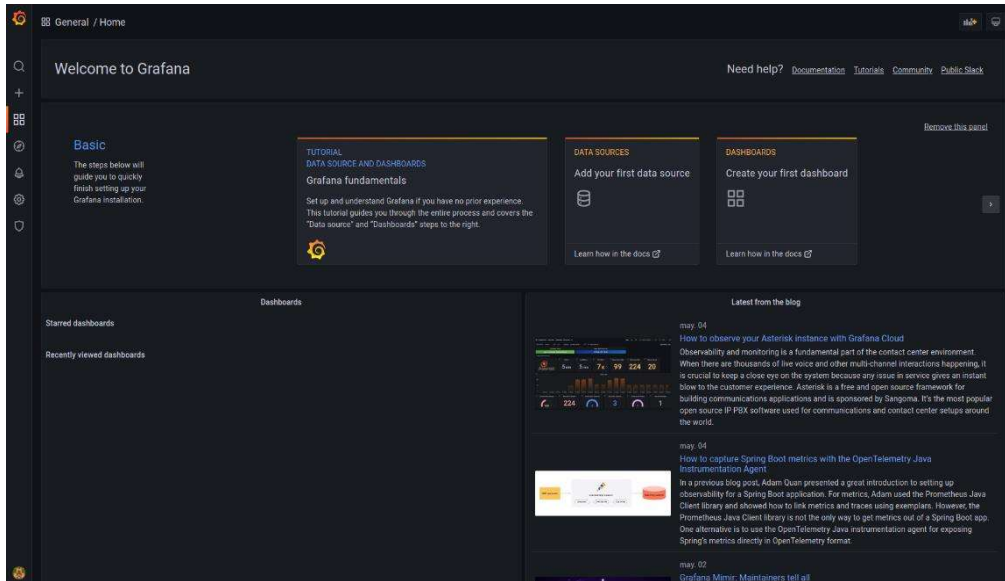 General / Home
Welcome to Grafana
Need help? Documentation Tutorials Community Public Slack
Remove this panel
Basic
The steps below will
guide you to quickly
finish setting up your
Grafana installation.
TUTORIAL
DATA SOURCE AND DASHBOARDS
Grafana fundamentals
Set up and understand Grafana if you have no prior experience.
This tutorial guides you through the entire process and covers the
"Data source" and "Dashboards" steps to the right.
DATA SOURCES
Add your first data source
Learn how in the docs
DASHBOARDS
Create your first dashboard
Learn how in the docs
Dashboards
Starred dashboards
Recently viewed dashboards
Latest from the blog
may. 04
How to observe your Asterisk instance with Grafana Cloud
Observability and monitoring is a fundamental part of the contact center environment.
When there are thousands of live voice and other multi-channel interactions happening, it
is crucial to keep a close eye on the system because any issue in service gives an instant
blow to the customer experience. Asterisk is a free and open source framework for
building communications applications and is sponsored by Sangoma. It's the most popular
open source IP PBX software used for communications and contact center setups around
the world.
99 224 20
224 3 1
may. 04
How to capture Spring Boot metrics with the OpenTelemetry Java
Instrumentation Agent
In a previous blog post, Adam Quan presented a great introduction to setting up
observability for a Spring Boot application. For metrics, Adam used the Prometheus Java
Client library and showed how to link metrics and traces using exemplars. However, the
Prometheus Java Client library is not the only way to get metrics out of a Spring Boot app.
One alternative is to use the OpenTelemetry Java instrumentation agent for exposing
Spring's metrics directly in OpenTelemetry format.
may. 02
Grafana Mimir: Maintainers tell all